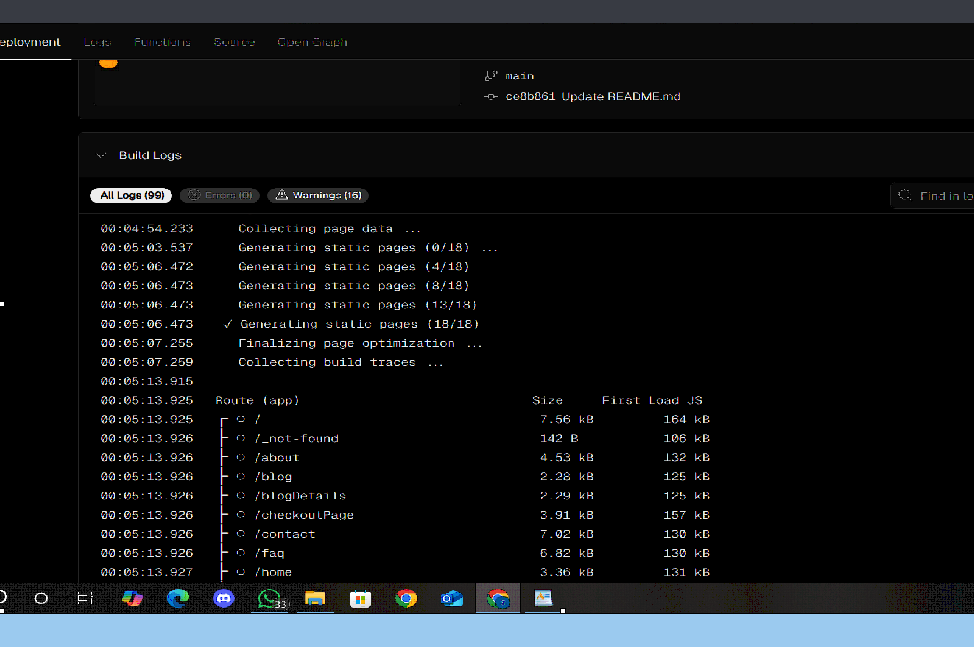 eployment Logs Functions Source Open Graph
main
ce8b861 Update README.md
Build Logs
All Logs (99) Errors (0) Warnings (15) Find in lo
00:04:54.233 Collecting page data ...
00:05:03.537 Generating static pages (0/18) ...
00:05:06.472 Generating static pages (4/18)
00:05:06.473 Generating static pages (8/18)
00:05:06.473 Generating static pages (13/18)
00:05:06.473 ✓ Generating static pages (18/18)
00:05:07.255 Finalizing page optimization ...
00:05:07.259 Collecting build traces ...
00:05:13.915
00:05:13.925 Route (app) Size First Load JS
00:05:13.925 ┌ ○ / 7.56 kB 164 kB
00:05:13.926 ├ ○ /_not-found 142 B 106 kB
00:05:13.926 ├ ○ /about 4.53 kB 132 kB
00:05:13.926 ├ ○ /blog 2.28 kB 125 kB
00:05:13.926 ├ ○ /blogDetails 2.29 kB 125 kB
00:05:13.926 ├ ○ /checkoutPage 3.91 kB 157 kB
00:05:13.926 ├ ○ /contact 7.02 kB 130 kB
00:05:13.926 ├ ○ /faq 6.82 kB 130 kB
00:05:13.927 ├ ○ /home 3.36 kB 131 kB
33